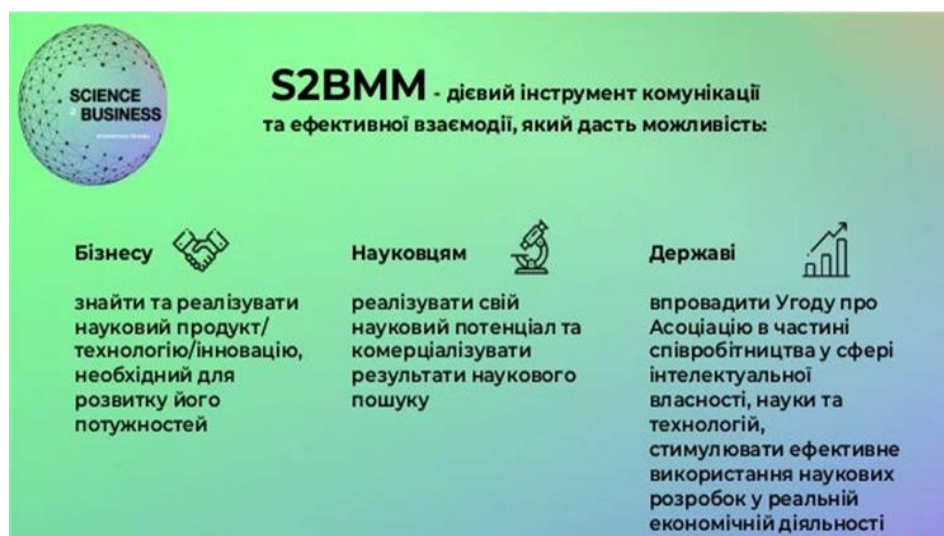 SCIENCE
BUSINESS
S2BMM - дієвий інструмент комунікації
та ефективної взаємодії, який дасть можливість:
Бізнесу
знайти та реалізувати
науковий продукт/
технологію/інновацію,
необхідний для
розвитку його
потужностей
Науковцям
реалізувати свій
науковий потенціал та
комерціалізувати
результати наукового
пошуку
Державі
впровадити Угоду про
Асоціацію в частині
співробітництва у сфері
інтелектуальної
власності, науки та
технологій,
стимулювати ефективне
використання наукових
розробок у реальній
економічній діяльності